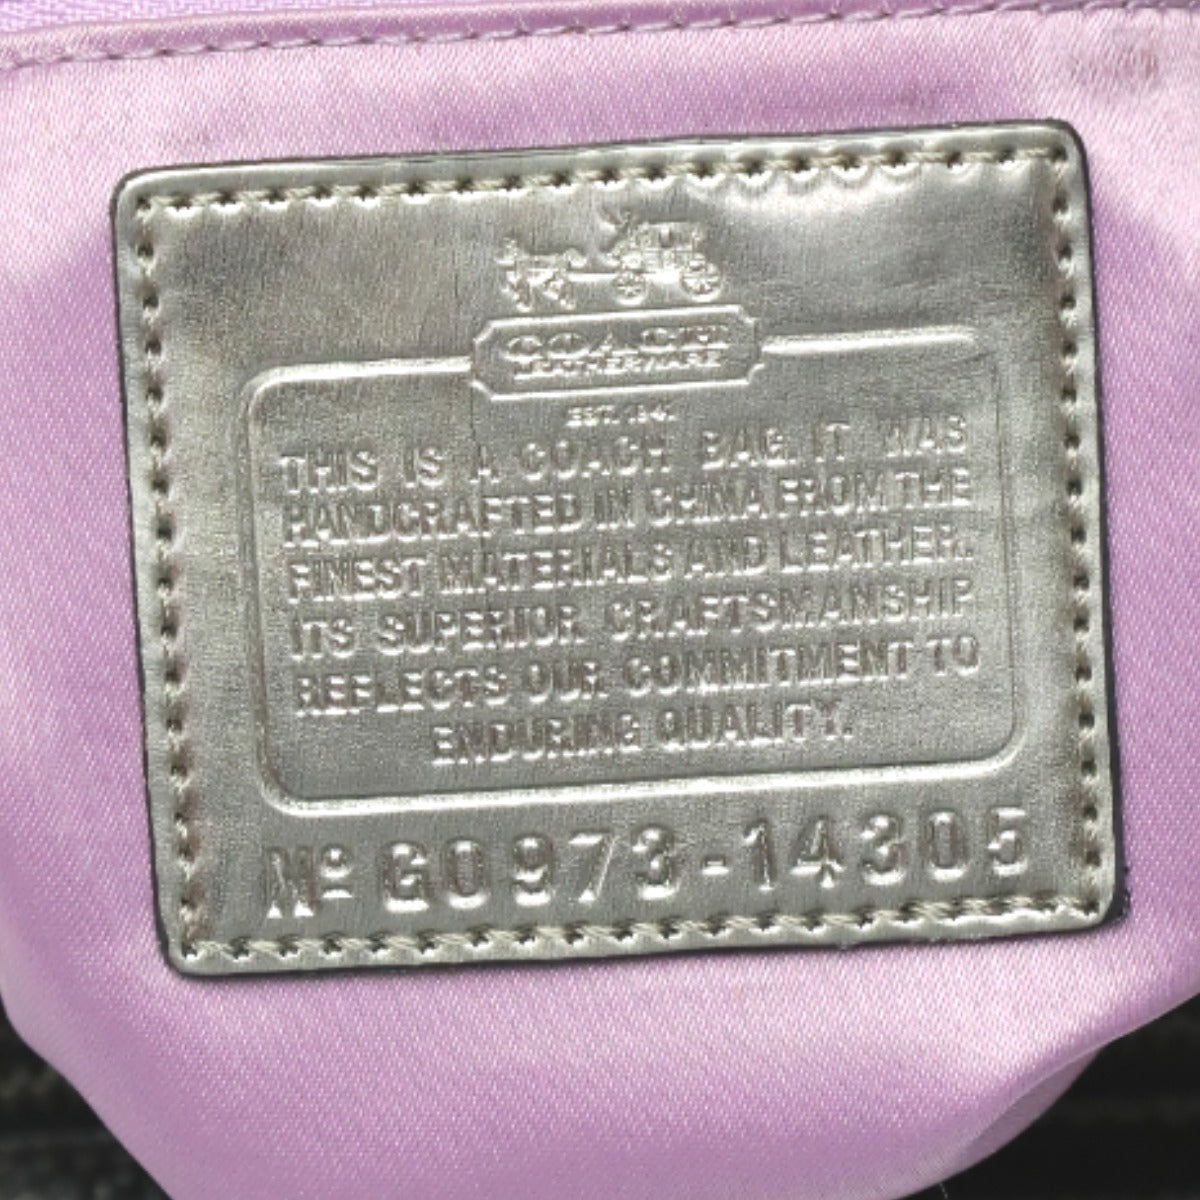 COACH
LEATHERWARE
EST. 1941
THIS IS A COACH BAG. IT WAS
HANDCRAFTED IN CHINA FROM THE
FINEST MATERIALS AND LEATHER.
ITS SUPERIOR CRAFTSMANSHIP
REFLECTS OUR COMMITMENT TO
ENDURING QUALITY.
Nº G0973-14305